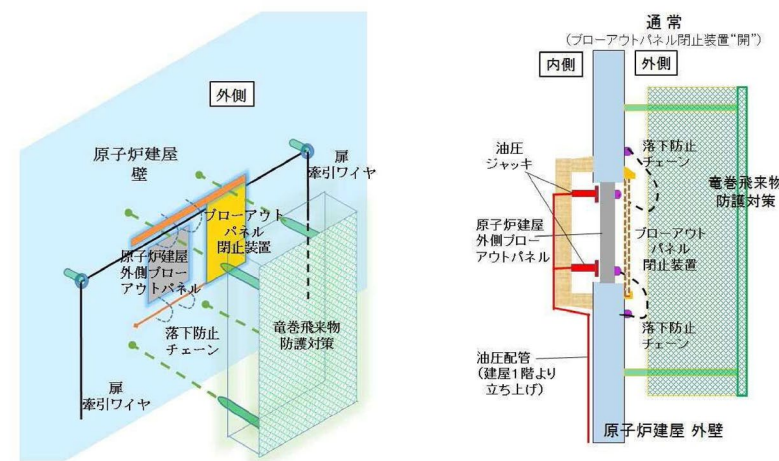 外側
原子炉建屋
壁
扉
牽引ワイヤ
ブローアウト
パネル
閉止装置
原子炉建屋
外側ブロー
アウトパネル
落下防止
チェーン
竜巻飛来物
防護対策
扉
牽引ワイヤ
通常
(ブローアウトパネル閉止装置“開”)
内側
外側
油圧
ジャッキ
落下防止
チェーン
竜巻飛来物
防護対策
原子炉建屋
外側ブロー
アウトパネル
ブローアウト
パネル
閉止装置
落下防止
チェーン
油圧配管
(建屋1階より
立ち上げ)
原子炉建屋 外壁